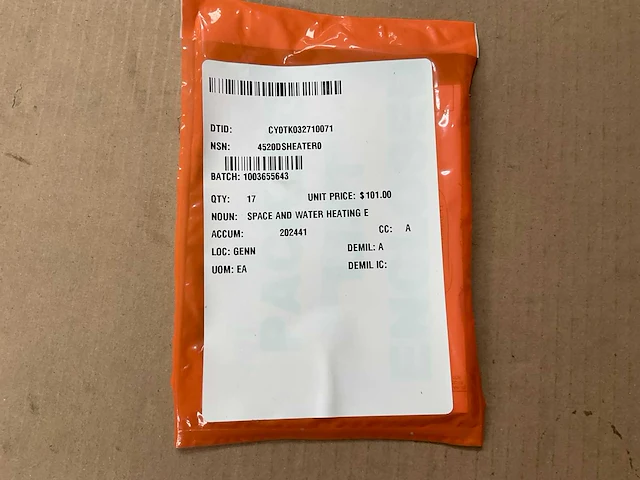 DTID: CY0TK032710071
NSN: 4520DSHEATER0
BATCH: 1003655643
QTY: 17 UNIT PRICE: $101.00
NOUN: SPACE AND WATER HEATING E
ACCUM: 202441 CC: A
LOC: GENN DEMIL: A
UOM: EA DEMIL IC: